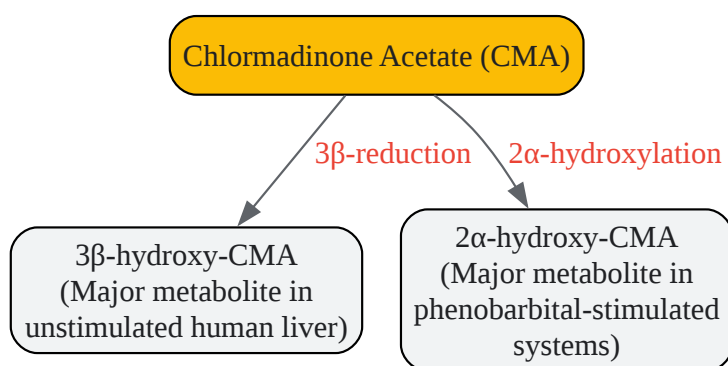 Chlormadinone Acetate (CMA)
3β-reduction
2α-hydroxylation
3β-hydroxy-CMA
(Major metabolite in
unstimulated human liver)
2α-hydroxy-CMA
(Major metabolite in
phenobarbital-stimulated
systems)